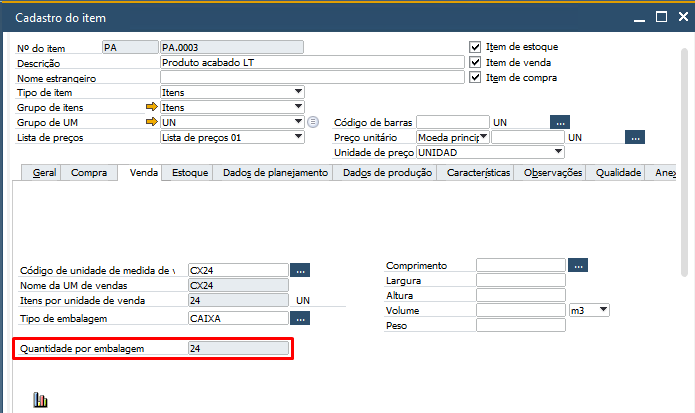 Cadastro do item
Nº do item PA PA.0003
Item de estoque
Descrição Produto acabado LT
Item de venda
Nome estrangeiro
Item de compra
Tipo de item Itens
Grupo de itens Itens
Grupo de UM UN
Código de barras UN ...
Lista de preços Lista de preços 01
Preço unitário Moeda princip UN ...
Unidade de preço UNIDAD
Geral Compra Venda Estoque Dados de planejamento Dados de produção Características Observações Qualidade Anex
Código de unidade de medida de v CX24 ...
Comprimento ...
Nome da UM de vendas CX24
Largura
Itens por unidade de venda 24 UN
Altura
Volume m3
Tipo de embalagem CAIXA ...
Peso
Quantidade por embalagem 24